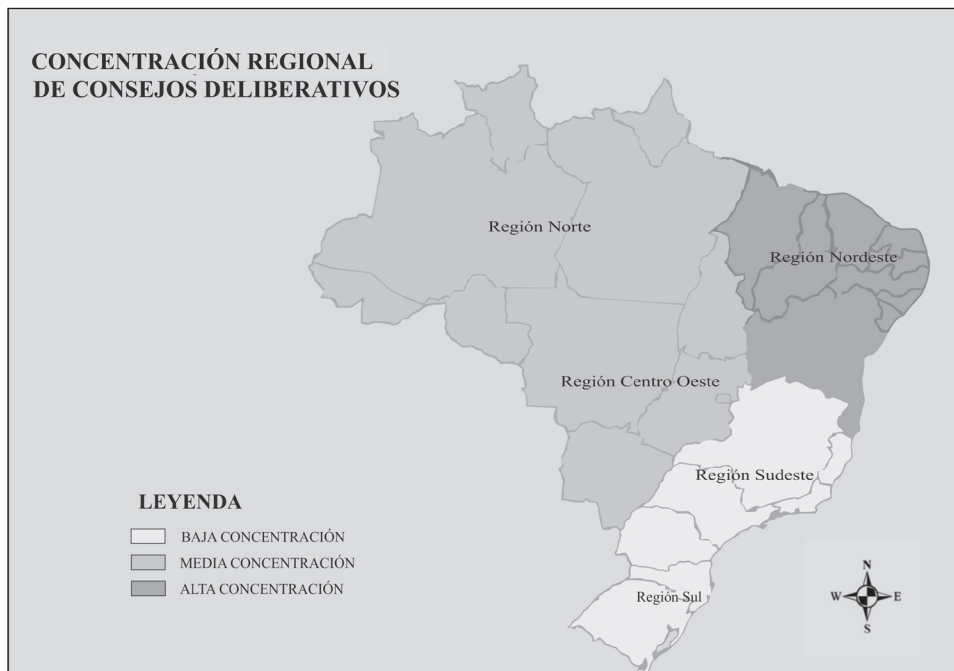 CONCENTRACIÓN REGIONAL
DE CONSEJOS DELIBERATIVOS
Región Norte
Región Nordeste
Región Centro Oeste
Región Sudeste
LEYENDA
BAJA CONCENTRACIÓN
MEDIA CONCENTRACIÓN
ALTA CONCENTRACIÓN
Región Sul
N
W E
S